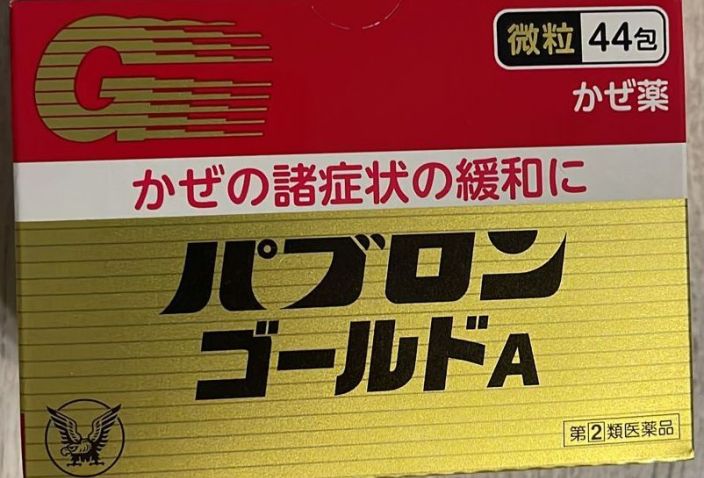 G
微粒 44包
かぜ薬
かぜの諸症状の緩和に
パブロン
ゴールドA
第2類医薬品